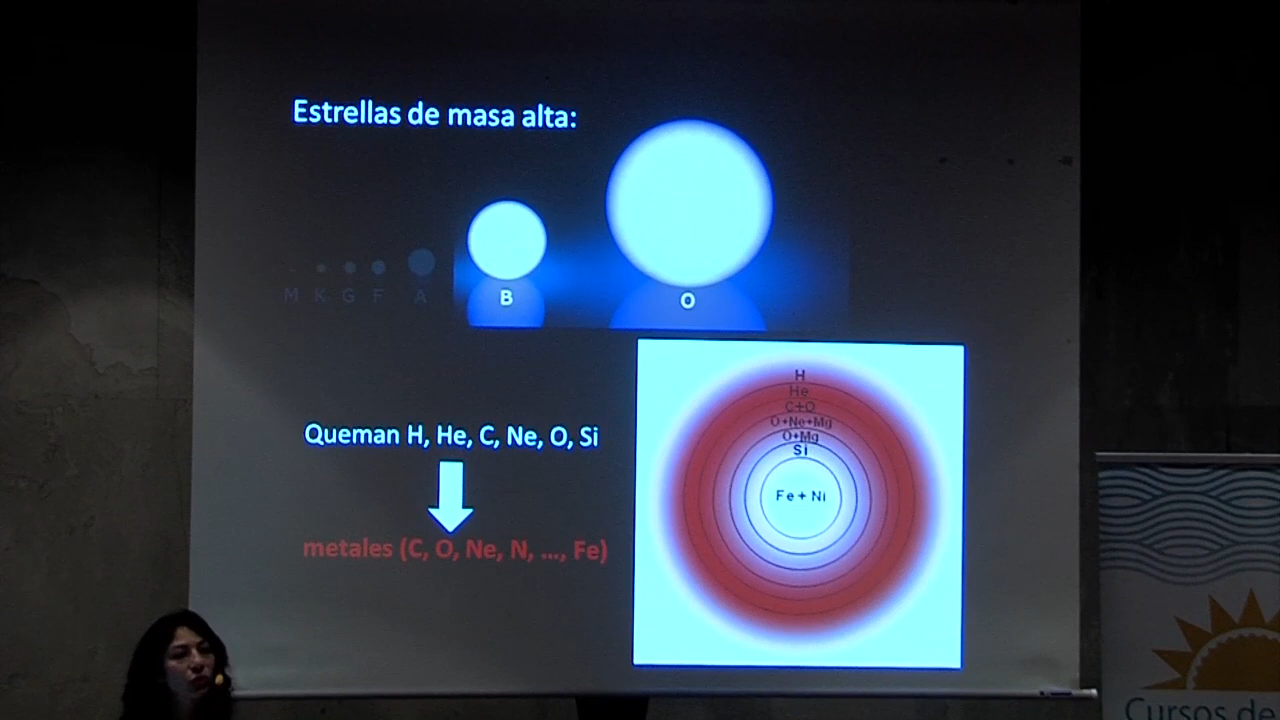 Estrellas de masa alta:
M K G F A B O
Queman H, He, C, Ne, O, Si
metales (C, O, Ne, N, ..., Fe)
H
He
C+O
O+Ne+Mg
O+Mg
Si
Fe + Ni
Cursos de